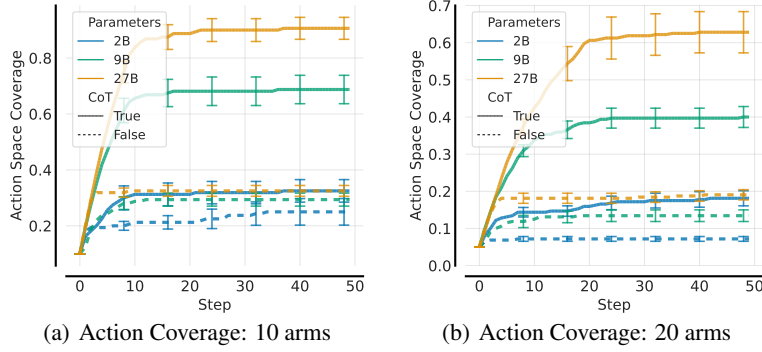 Parameters
2B
9B
27B
CoT
True
False
Action Space Coverage
0.8
0.6
0.4
0.2
0 10 20 30 40 50
Step
(a) Action Coverage: 10 arms
Parameters
2B
9B
27B
CoT
True
False
Action Space Coverage
0.7
0.6
0.5
0.4
0.3
0.2
0.1
0.0
0 10 20 30 40 50
Step
(b) Action Coverage: 20 arms